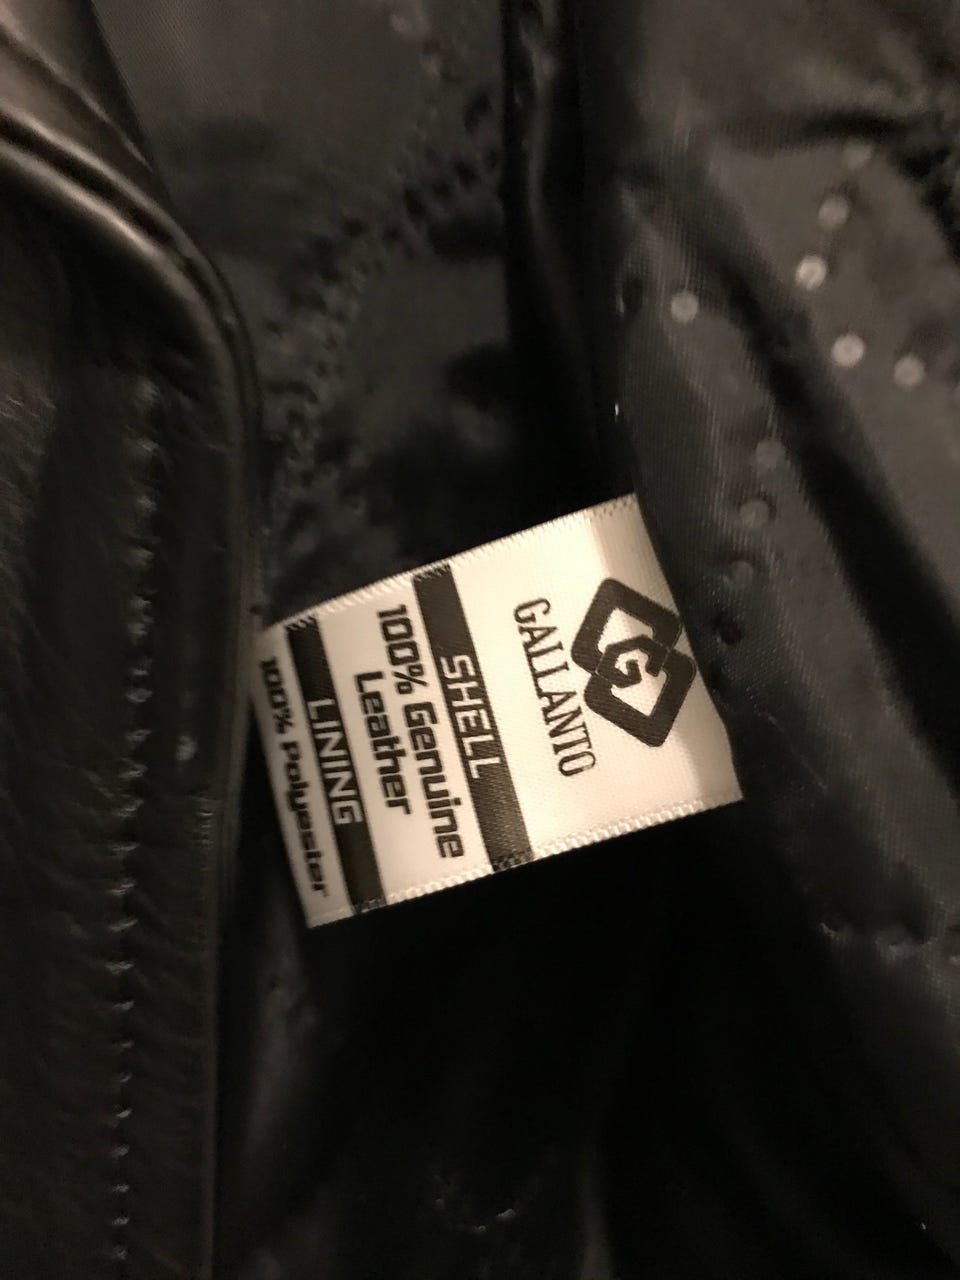 G
GALLANTO
SHELL
100% Genuine
Leather
LINING
100% Polyester